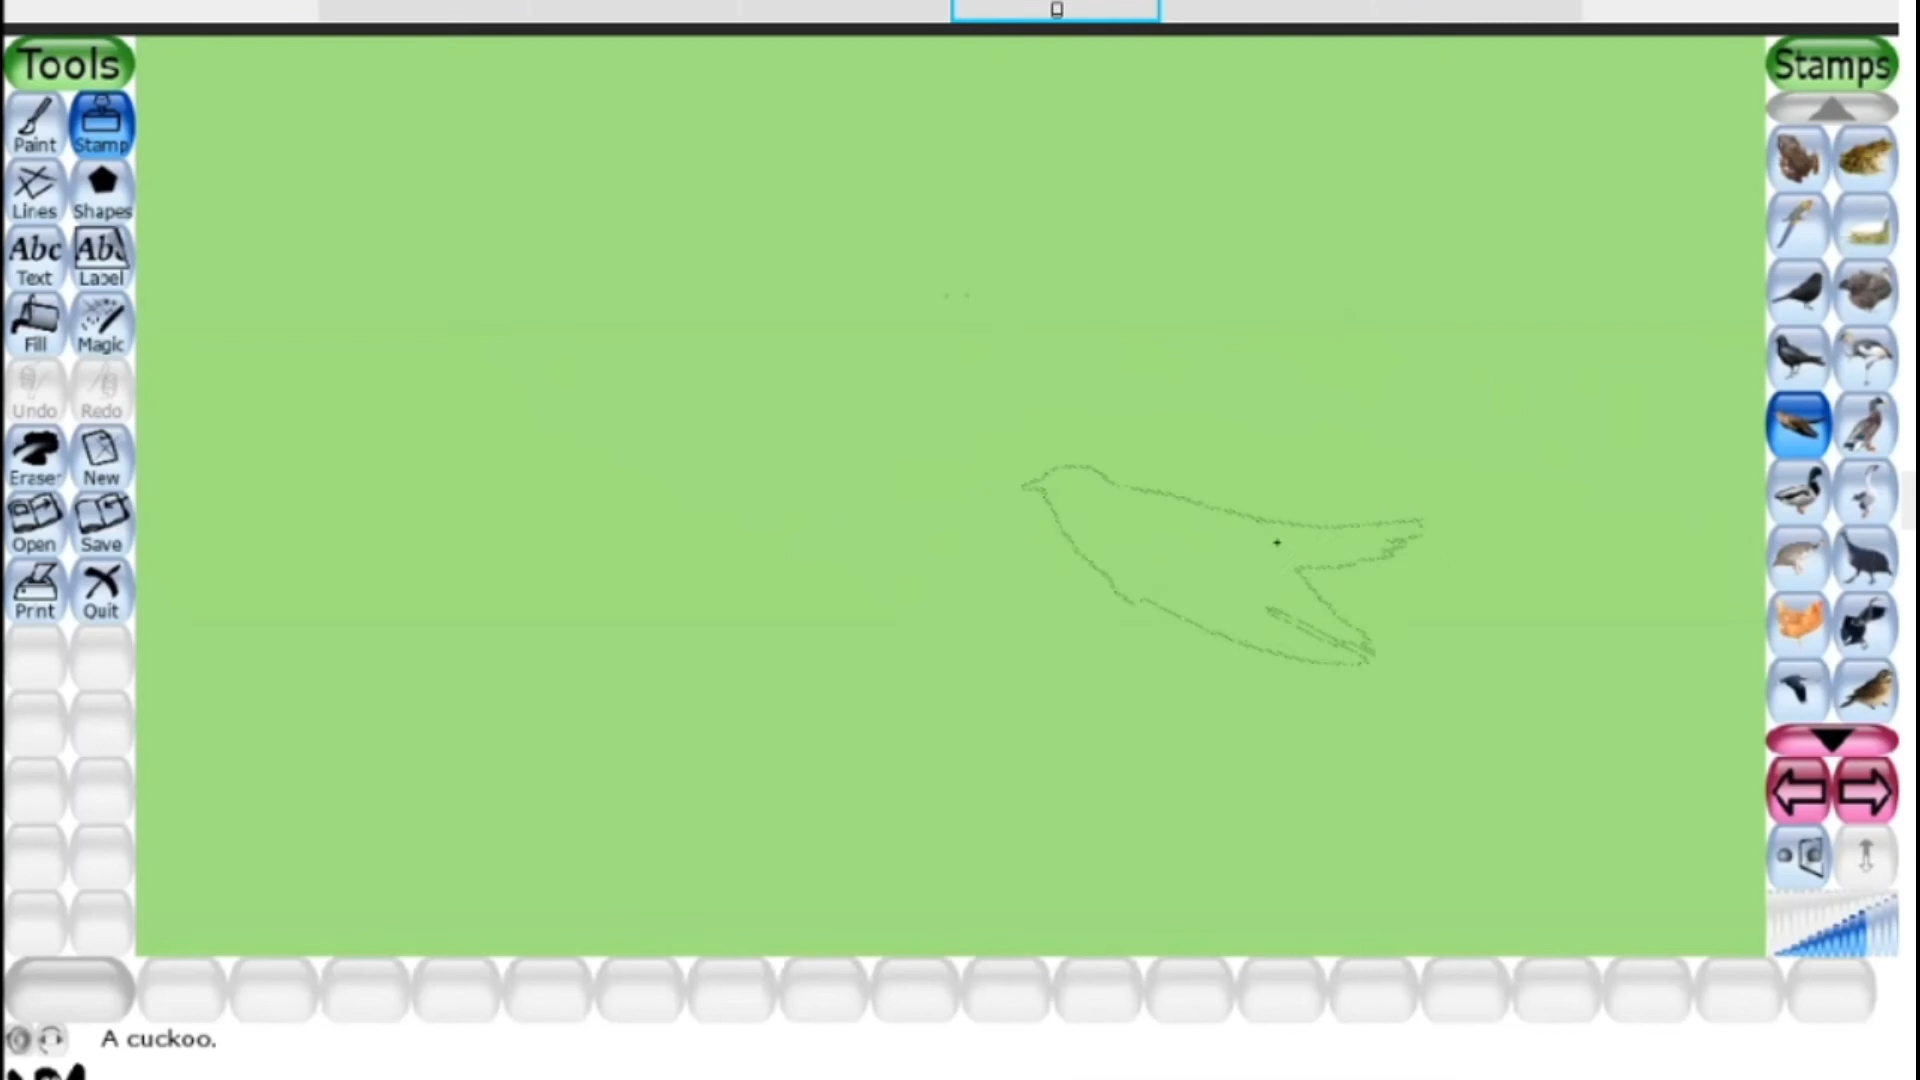 Tools
Stamps
Paint
Stamp
Lines
Shapes
Abc
Abc
Text
Label
Fill
Magic
Undo
Redo
Eraser
New
Open
Save
Print
Quit
A cuckoo.